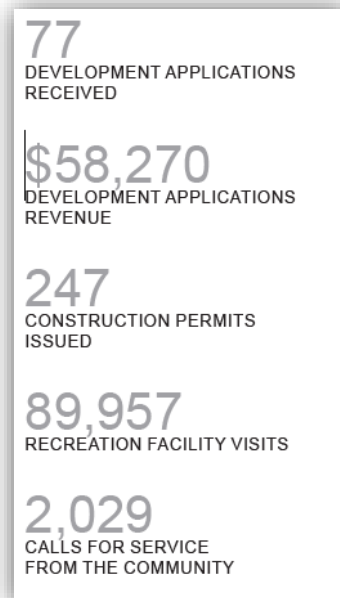 77
DEVELOPMENT APPLICATIONS
RECEIVED
$58,270
DEVELOPMENT APPLICATIONS
REVENUE
247
CONSTRUCTION PERMITS
ISSUED
89,957
RECREATION FACILITY VISITS
2,029
CALLS FOR SERVICE
FROM THE COMMUNITY